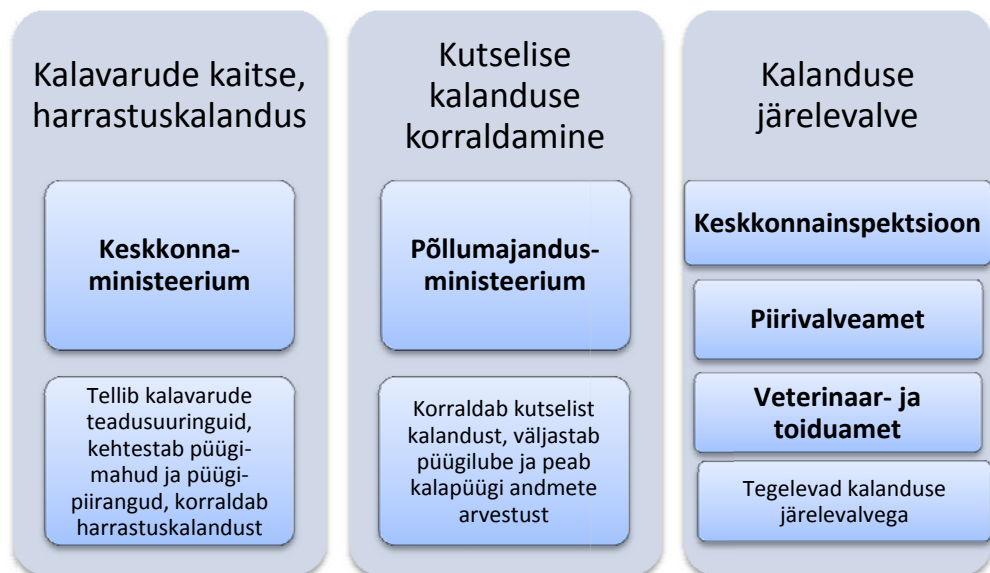 Kalavarude kaitse,
harrastuskalandus
Keskkonna-
ministeerium
Tellib kalavarude
teadusuuringuid,
kehtestab püügi-
mahud ja püügi-
piirangud, korraldab
harrastuskalandust
Kutselise
kalanduse
korraldamine
Põllumajandus-
ministeerium
Korraldab kutselist
kalandust, väljastab
püügilube ja peab
kalapüügi andmete
arvestust
Kalanduse
järelevalve
Keskkonnainspektsioon
Piirivalveamet
Veterinaar- ja
toiduamet
Tegelevad kalanduse
järelevalvega